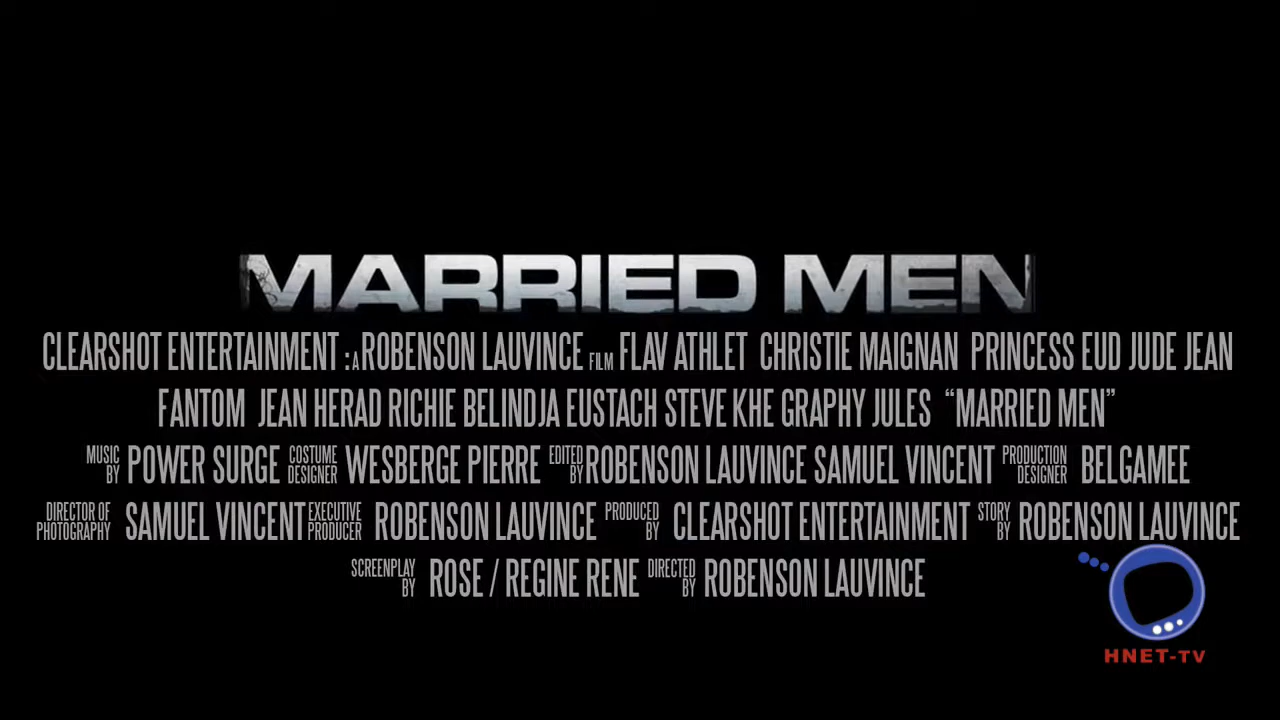 MARRIED MEN
CLEARSHOT ENTERTAINMENT : A ROBENSON LAUVINCE FILM FLAV ATHLET CHRISTIE MAIGNAN PRINCESS EUD JUDE JEAN
FANTOM JEAN HERAD RICHIE BELINDJA EUSTACH STEVE KHE GRAPHY JULES “MARRIED MEN”
MUSIC BY POWER SURGE COSTUME DESIGNER WESBERGE PIERRE EDITED BY ROBENSON LAUVINCE SAMUEL VINCENT PRODUCTION DESIGNER BELGAMEE
DIRECTOR OF PHOTOGRAPHY SAMUEL VINCENT EXECUTIVE PRODUCER ROBENSON LAUVINCE PRODUCED BY CLEARSHOT ENTERTAINMENT STORY BY ROBENSON LAUVINCE
SCREENPLAY BY ROSE / REGINE RENE DIRECTED BY ROBENSON LAUVINCE
HNET-TV